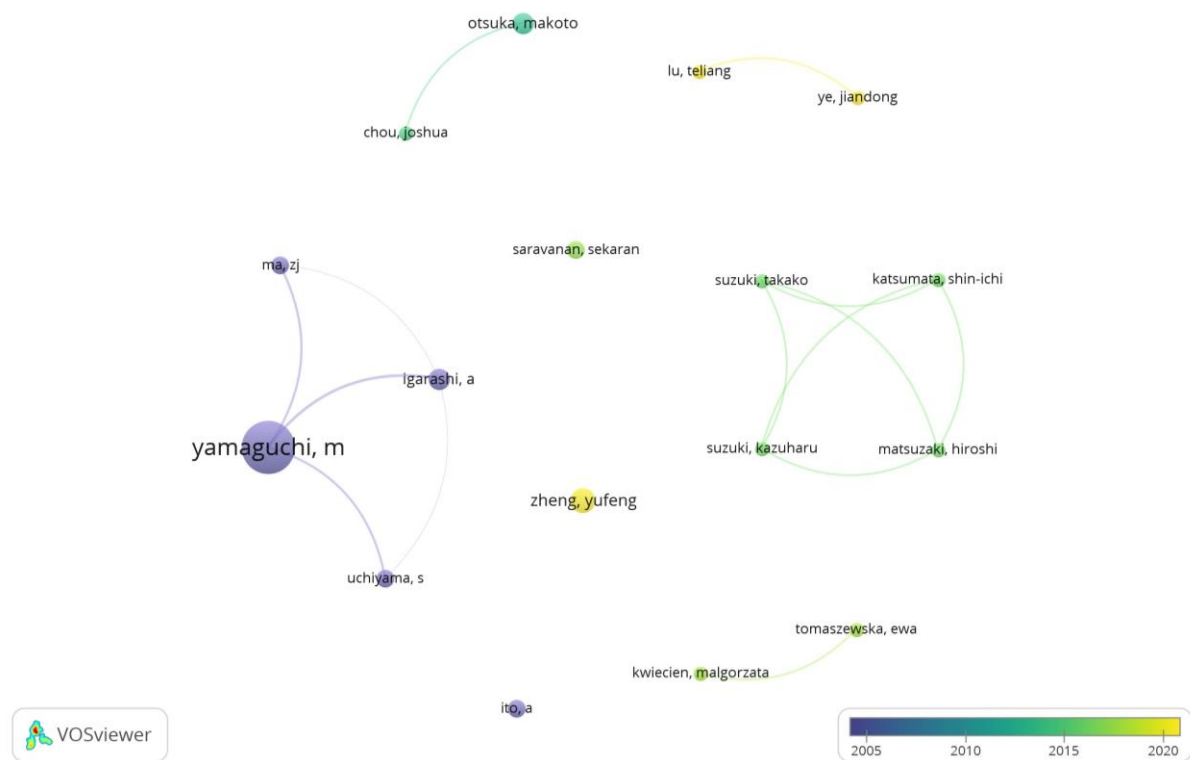 otsuka, makoto
lu, teliang
ye, jiandong
chou, joshua
saravanan, sekaran
ma, zj
suzuki, takako
katsumata, shin-ichi
igarashi, a
yamaguchi, m
suzuki, kazuharu
matsuzaki, hiroshi
zheng, yufeng
uchiyama, s
tomaszewska, ewa
kwiecien, malgorzata
ito, a
VOSviewer
2005 2010 2015 2020